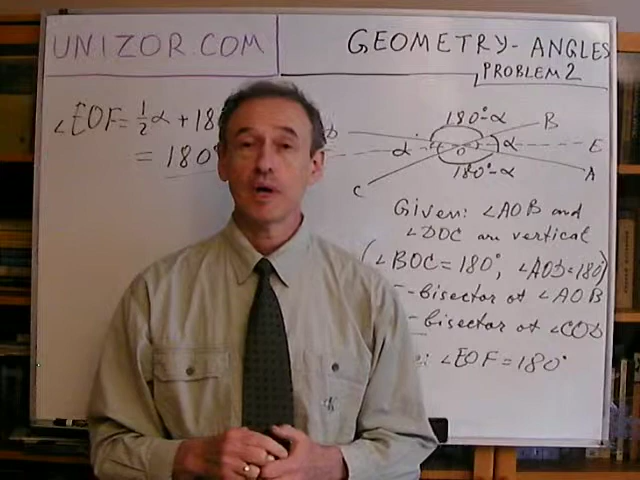 UNIZOR.COM
GEOMETRY-ANGLES
PROBLEM 2
∠EOF = ½α + 18
= 180°
180°-α
B
α
α
E
O
A
180°-α
C
Given: ∠AOB and
∠DOC are vertical
(∠BOC = 180°, ∠AOD = 180°)
-bisector of ∠AOB
-bisector of ∠COD
: ∠EOF = 180°